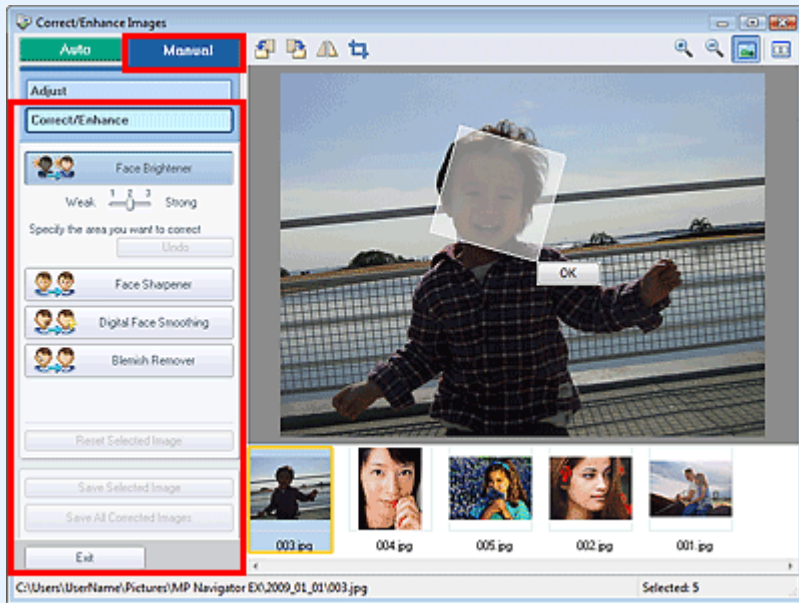 Correct/Enhance Images
Auto
Manual
Adjust
Correct/Enhance
Face Brightener
1 2 3
Weak Strong
Specify the area you want to correct
Undo
Face Sharpener
Digital Face Smoothing
Blemish Remover
Reset Selected Image
Save Selected Image
Save All Corrected Images
Exit
OK
003.jpg 004.jpg 005.jpg 002.jpg 001.jpg
C:\Users\UserName\Pictures\MP Navigator EX\2009_01_01\003.jpg Selected: 5